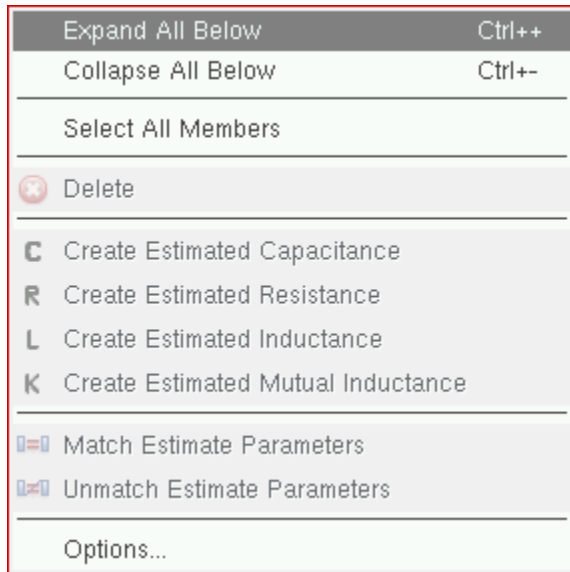 Expand All Below Ctrl++
Collapse All Below Ctrl+-
Select All Members
Delete
C Create Estimated Capacitance
R Create Estimated Resistance
L Create Estimated Inductance
K Create Estimated Mutual Inductance
Match Estimate Parameters
Unmatch Estimate Parameters
Options...